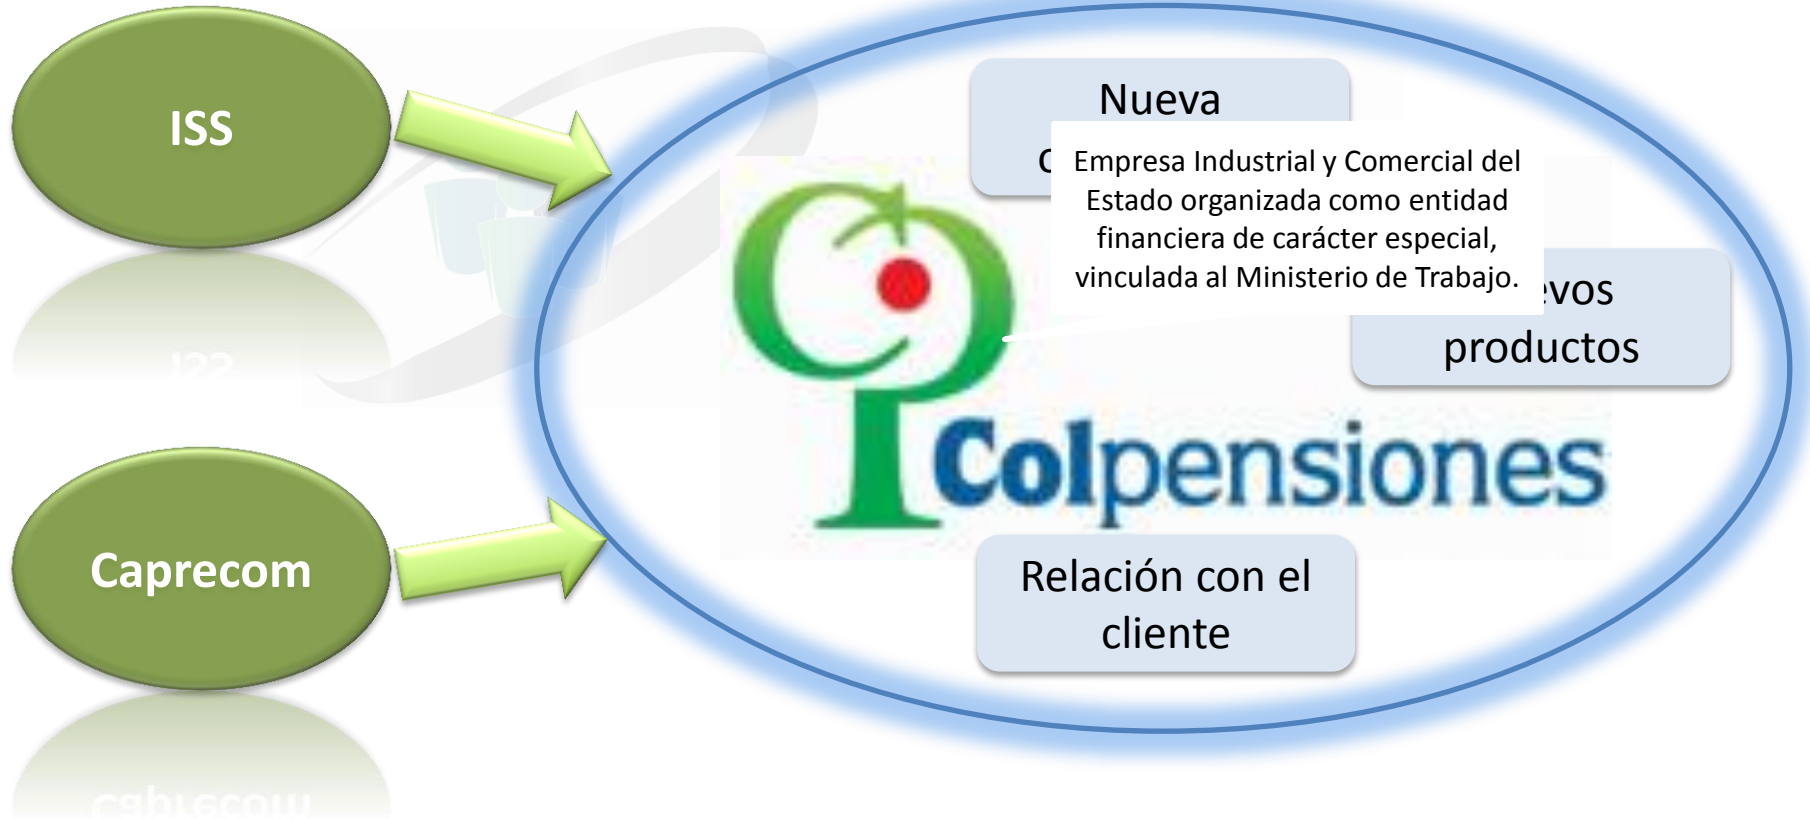 ISS
Nueva
Empresa Industrial y Comercial del
Estado organizada como entidad
financiera de carácter especial,
vinculada al Ministerio de Trabajo.
productos
Colpensiones
Caprecom
Relación con el
cliente